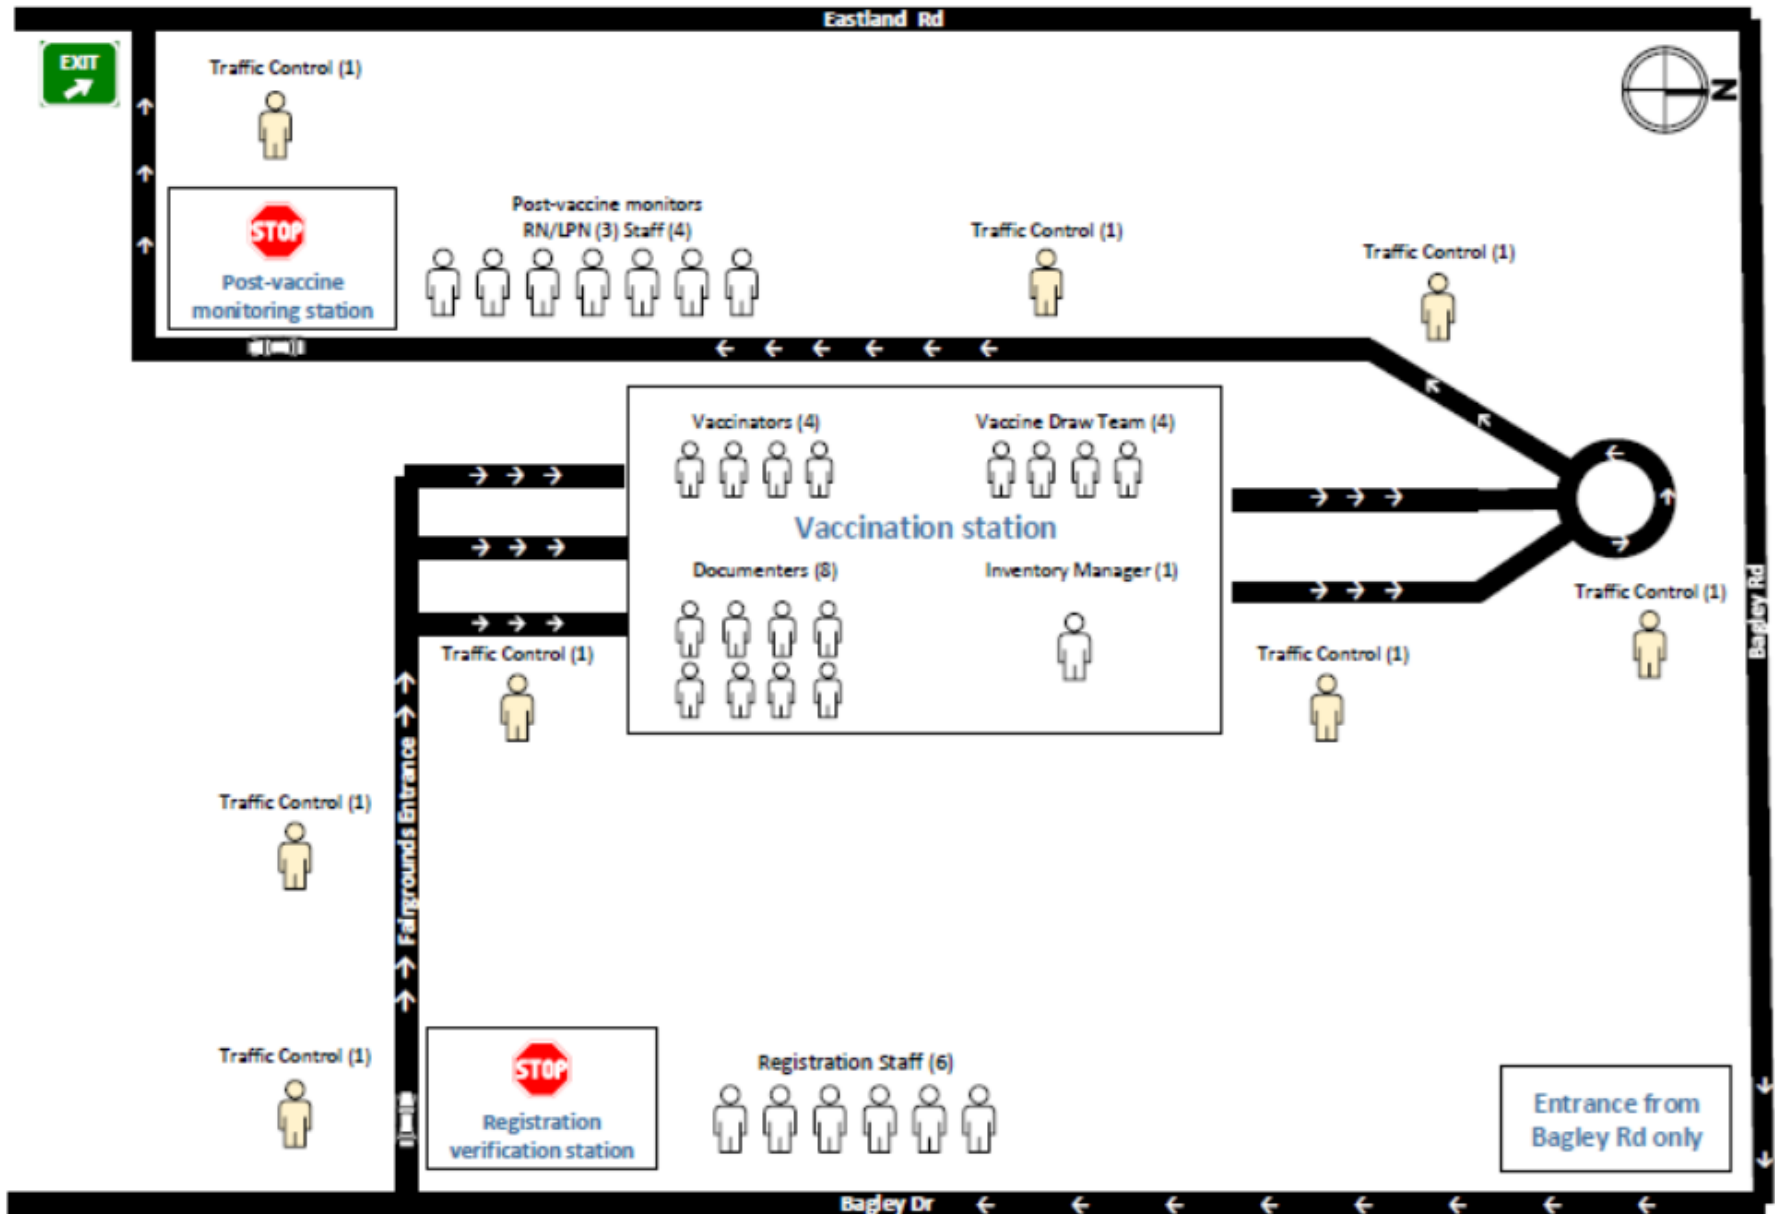 Eastland Rd
EXIT
Traffic Control (1)
N
STOP
Post-vaccine
monitoring station
Post-vaccine monitors
RN/LPN (3) Staff (4)
Traffic Control (1)
Traffic Control (1)
Vaccinators (4)
Vaccine Draw Team (4)
Vaccination station
Documenters (8)
Inventory Manager (1)
Traffic Control (1)
Traffic Control (1)
Traffic Control (1)
Bagley Rd
Traffic Control (1)
Fairgrounds Entrance
Traffic Control (1)
STOP
Registration
verification station
Registration Staff (6)
Entrance from
Bagley Rd only
Bagley Dr